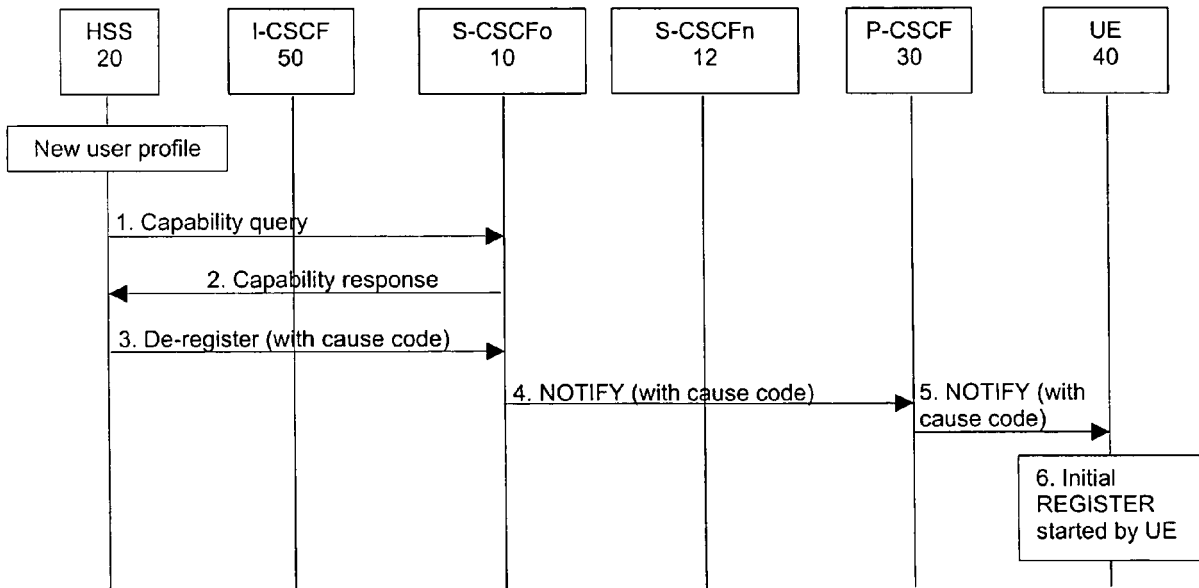 HSS
20
I-CSCF
50
S-CSCFo
10
S-CSCFn
12
P-CSCF
30
UE
40
New user profile
1. Capability query
2. Capability response
3. De-register (with cause code)
4. NOTIFY (with cause code)
5. NOTIFY (with
cause code)
6. Initial
REGISTER
started by UE